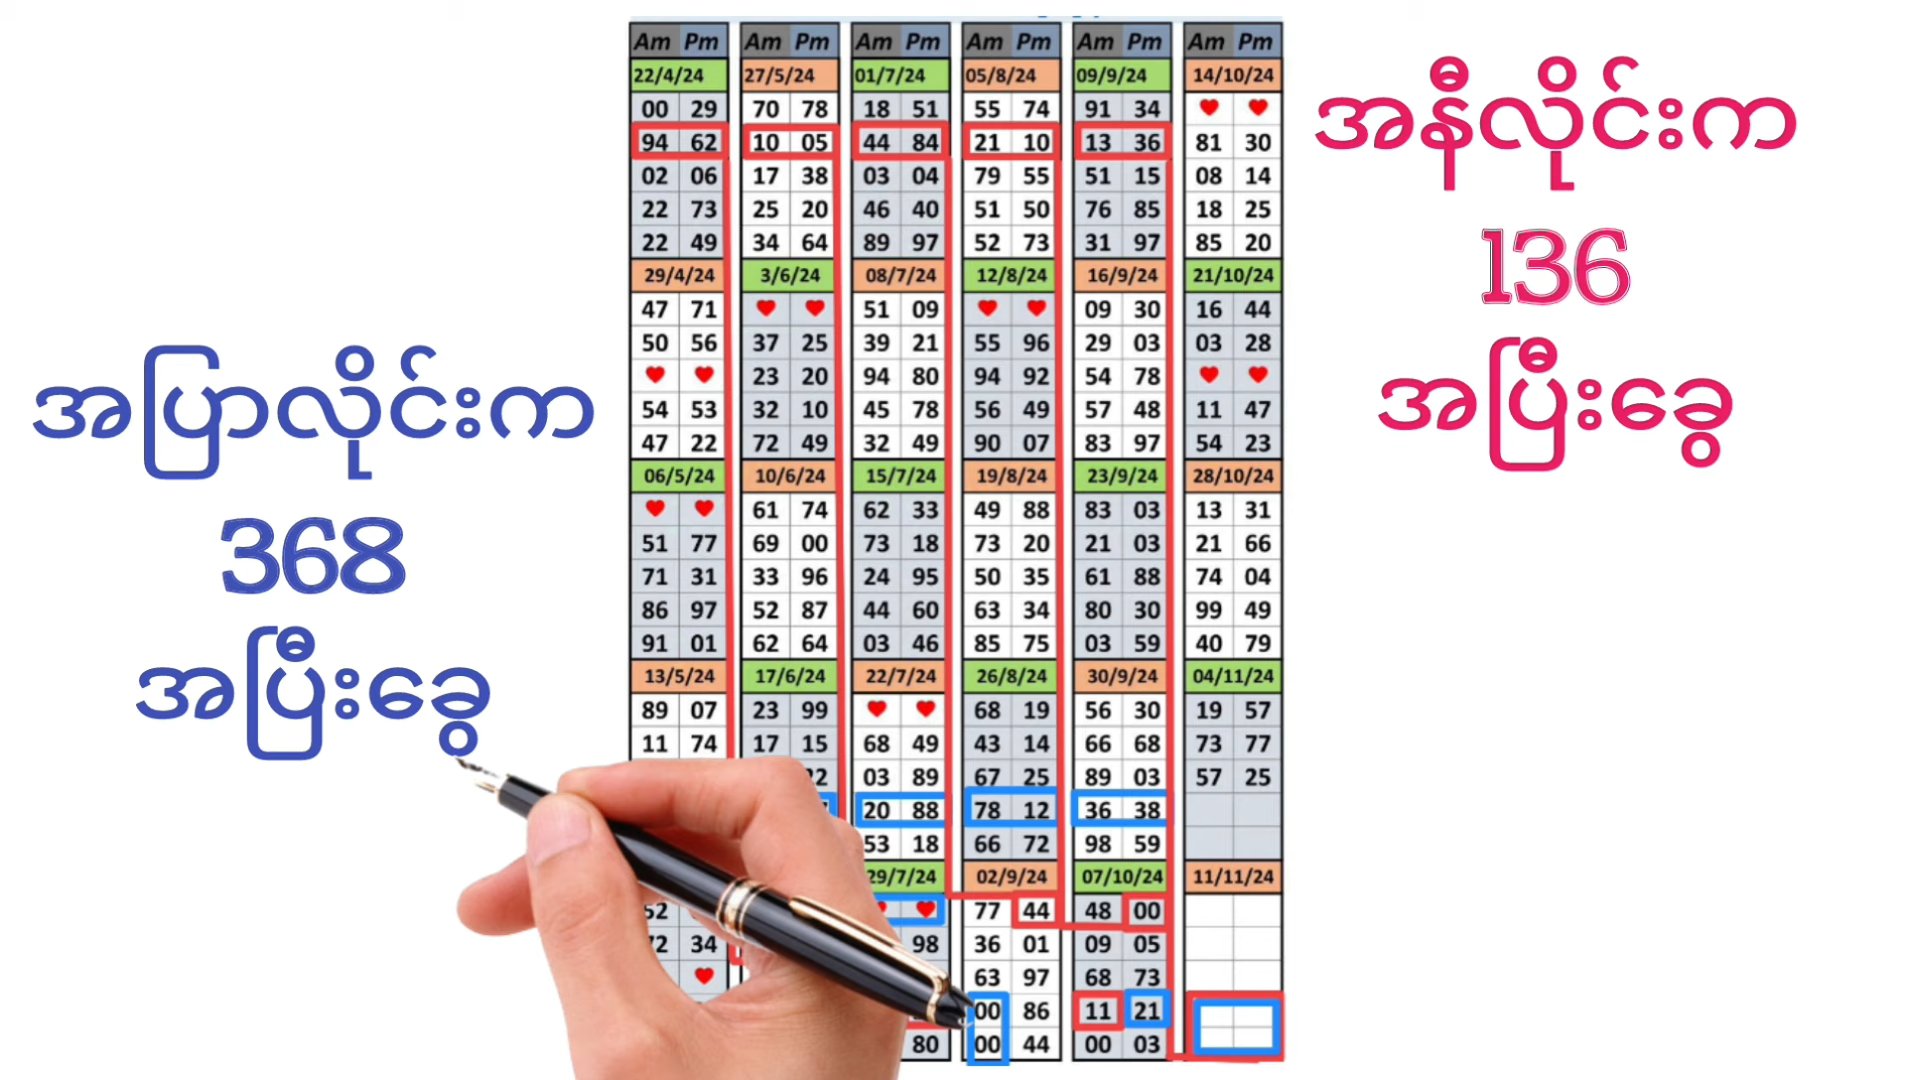 အပြာလိုင်းက
368
အပြီးခွေ
Am Pm Am Pm Am Pm Am Pm Am Pm Am Pm
22/4/24 27/5/24 01/7/24 05/8/24 09/9/24 14/10/24
00 29 70 78 18 51 55 74 91 34
94 62 10 05 44 84 21 10 13 36 81 30
02 06 17 38 03 04 79 55 51 15 08 14
22 73 25 20 46 40 51 50 76 85 18 25
22 49 34 64 89 97 52 73 31 97 85 20
29/4/24 3/6/24 08/7/24 12/8/24 16/9/24 21/10/24
47 71 51 09 09 30 16 44
50 56 37 25 39 21 55 96 29 03 03 28
23 20 94 80 94 92 54 78
54 53 32 10 45 78 56 49 57 48 11 47
47 22 72 49 32 49 90 07 83 97 54 23
06/5/24 10/6/24 15/7/24 19/8/24 23/9/24 28/10/24
61 74 62 33 49 88 83 03 13 31
51 77 69 00 73 18 73 20 21 03 21 66
71 31 33 96 24 95 50 35 61 88 74 04
86 97 52 87 44 60 63 34 80 30 99 49
91 01 62 64 03 46 85 75 03 59 40 79
13/5/24 17/6/24 22/7/24 26/8/24 30/9/24 04/11/24
89 07 23 99 68 19 56 30 19 57
11 74 17 15 68 49 43 14 66 68 73 77
22 03 89 67 25 89 03 57 25
20 88 78 12 36 38
53 18 66 72 98 59
29/7/24 02/9/24 07/10/24 11/11/24
52 77 44 48 00
72 34 98 36 01 09 05
63 97 68 73
00 86 11 21
80 00 44 00 03
အနီလိုင်းက
136
အပြီးခွေ